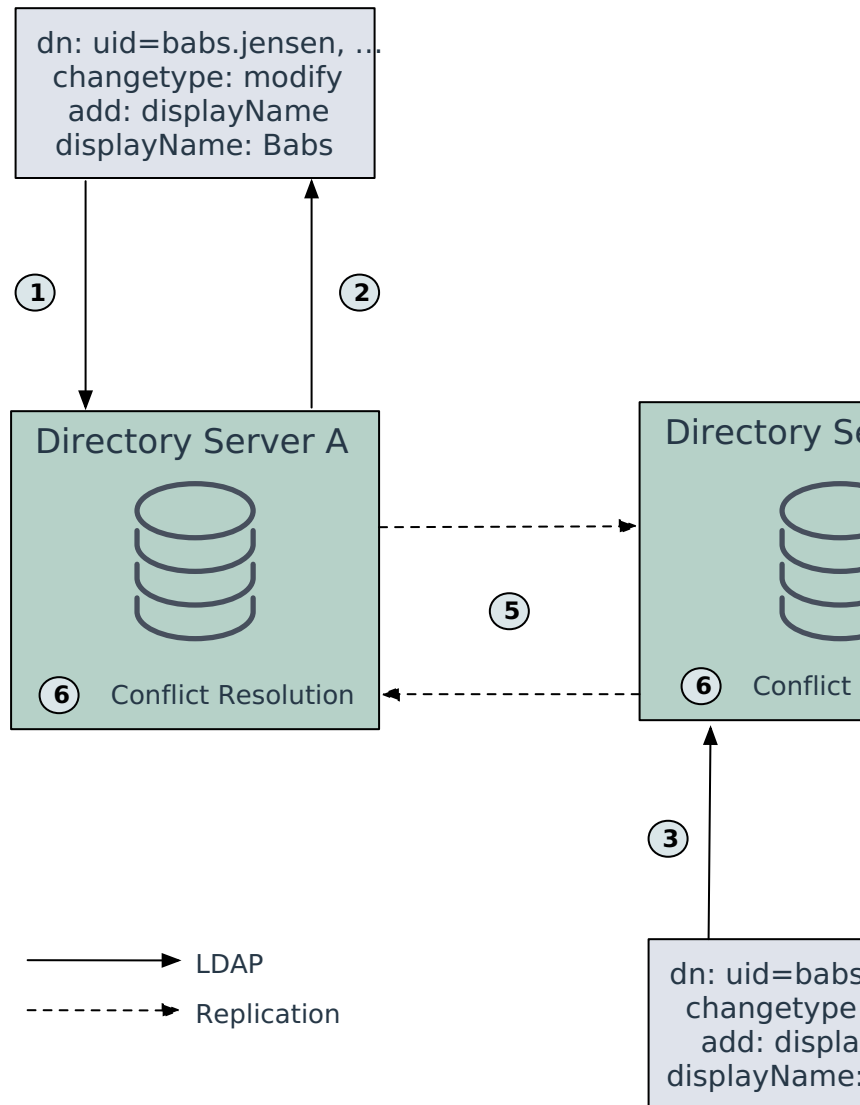 dn: uid=babs.jensen, ...
changetype: modify
add: displayName
displayName: Babs
1
2
Directory Server A
Directory Se
5
6 Conflict Resolution
6 Conflict
3
LDAP
Replication
dn: uid=babs
changetype
add: displa
displayName: